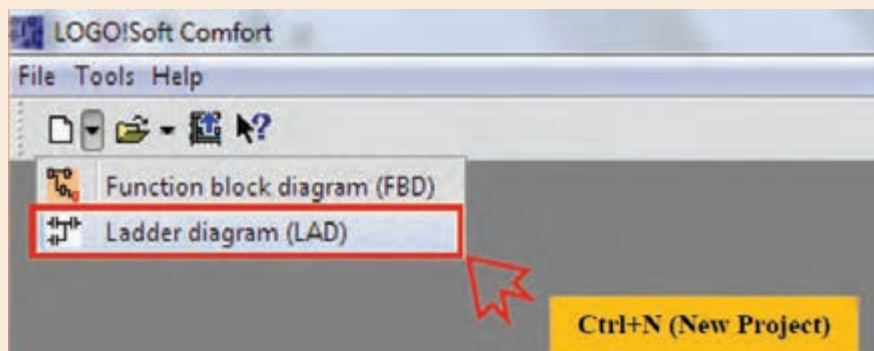 LOGO!Soft Comfort
File Tools Help
Function block diagram (FBD)
Ladder diagram (LAD)
Ctrl+N (New Project)